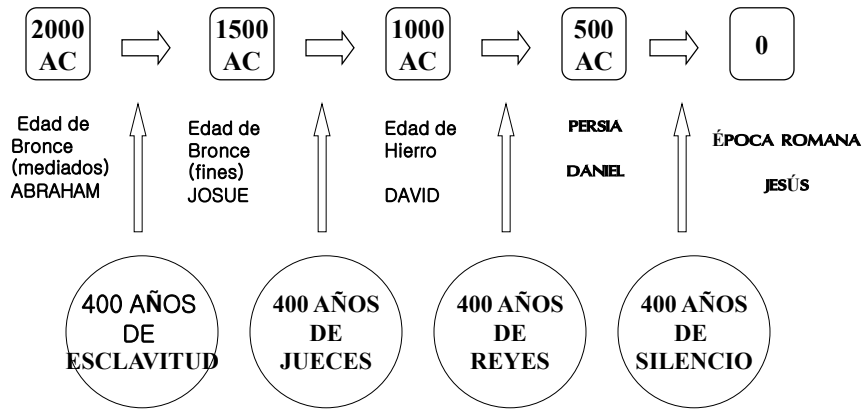 2000
AC
1500
AC
1000
AC
500
AC
0
Edad de
Bronce
(mediados)
ABRAHAM
Edad de
Bronce
(fines)
JOSUE
Edad de
Hierro
DAVID
PERSIA
DANIEL
ÉPOCA ROMANA
JESÚS
400 AÑOS
DE
ESCLAVITUD
400 AÑOS
DE
JUECES
400 AÑOS
DE
REYES
400 AÑOS
DE
SILENCIO